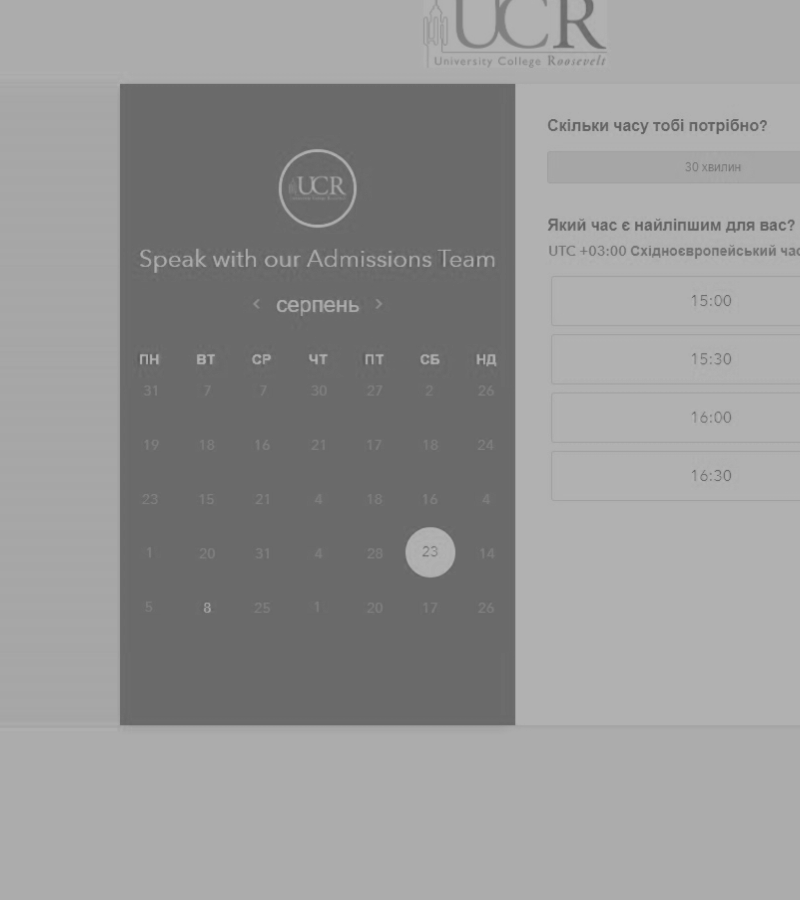 UCR
University College Roosevelt
UCR
Speak with our Admissions Team
< серпень >
ПН ВТ СР ЧТ ПТ СБ НД
31 7 7 30 27 2 26
19 18 16 21 17 18 24
23 15 21 4 18 16 4
1 20 31 4 28 23 14
5 8 25 1 20 17 26
Скільки часу тобі потрібно?
30 хвилин
Який час є найліпшим для вас?
UTC +03:00 Східноєвропейський
15:00
15:30
16:00
16:30